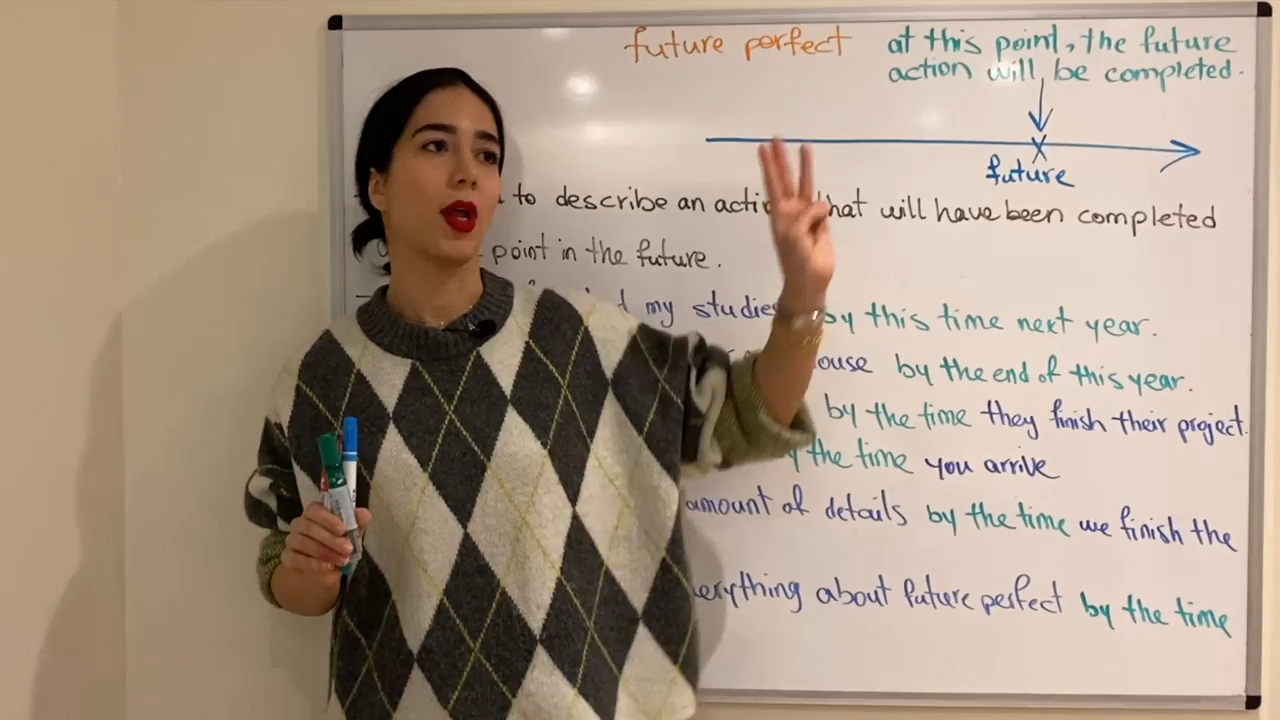 future perfect
at this point, the future
action will be completed.
future
to describe an that will have been completed
point in the future.
my studies by this time next year.
by the end of this year.
by the time they finish their project.
the time you arrive
amount of details by the time we finish the
about future perfect by the time